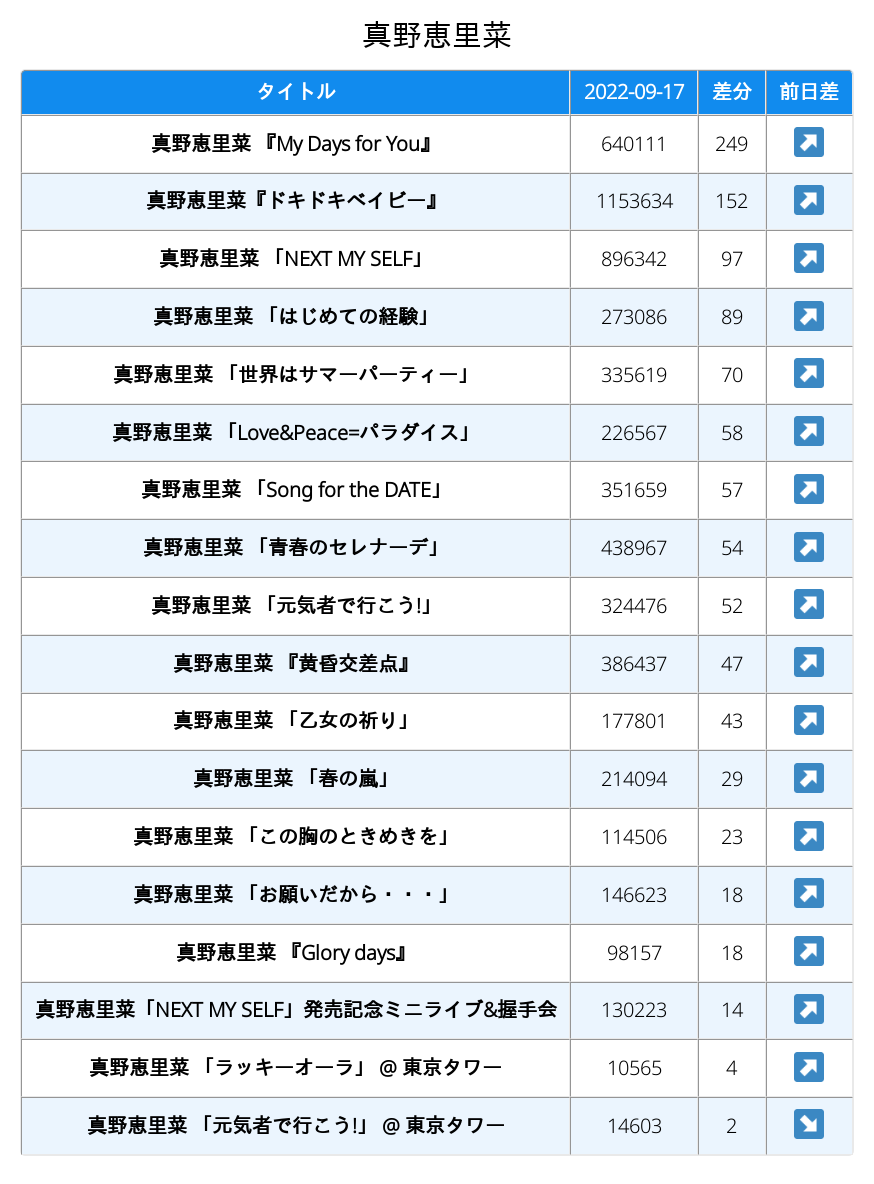 真野恵里菜
タイトル 2022-09-17 差分 前日差
真野恵里菜 『My Days for You』 640111 249 ↗
真野恵里菜『ドキドキベイビー』 1153634 152 ↗
真野恵里菜 「NEXT MY SELF」 896342 97 ↗
真野恵里菜 「はじめての経験」 273086 89 ↗
真野恵里菜 「世界はサマーパーティー」 335619 70 ↗
真野恵里菜 「Love&Peace=パラダイス」 226567 58 ↗
真野恵里菜 「Song for the DATE」 351659 57 ↗
真野恵里菜 「青春のセレナーデ」 438967 54 ↗
真野恵里菜 「元気者で行こう!」 324476 52 ↗
真野恵里菜 『黄昏交差点』 386437 47 ↗
真野恵里菜 「乙女の祈り」 177801 43 ↗
真野恵里菜 「春の嵐」 214094 29 ↗
真野恵里菜 「この胸のときめきを」 114506 23 ↗
真野恵里菜 「お願いだから・・・」 146623 18 ↗
真野恵里菜 『Glory days』 98157 18 ↗
真野恵里菜「NEXT MY SELF」発売記念ミニライブ&握手会 130223 14 ↗
真野恵里菜 「ラッキーオーラ」 @ 東京タワー 10565 4 ↗
真野恵里菜 「元気者で行こう!」 @ 東京タワー 14603 2 ↘